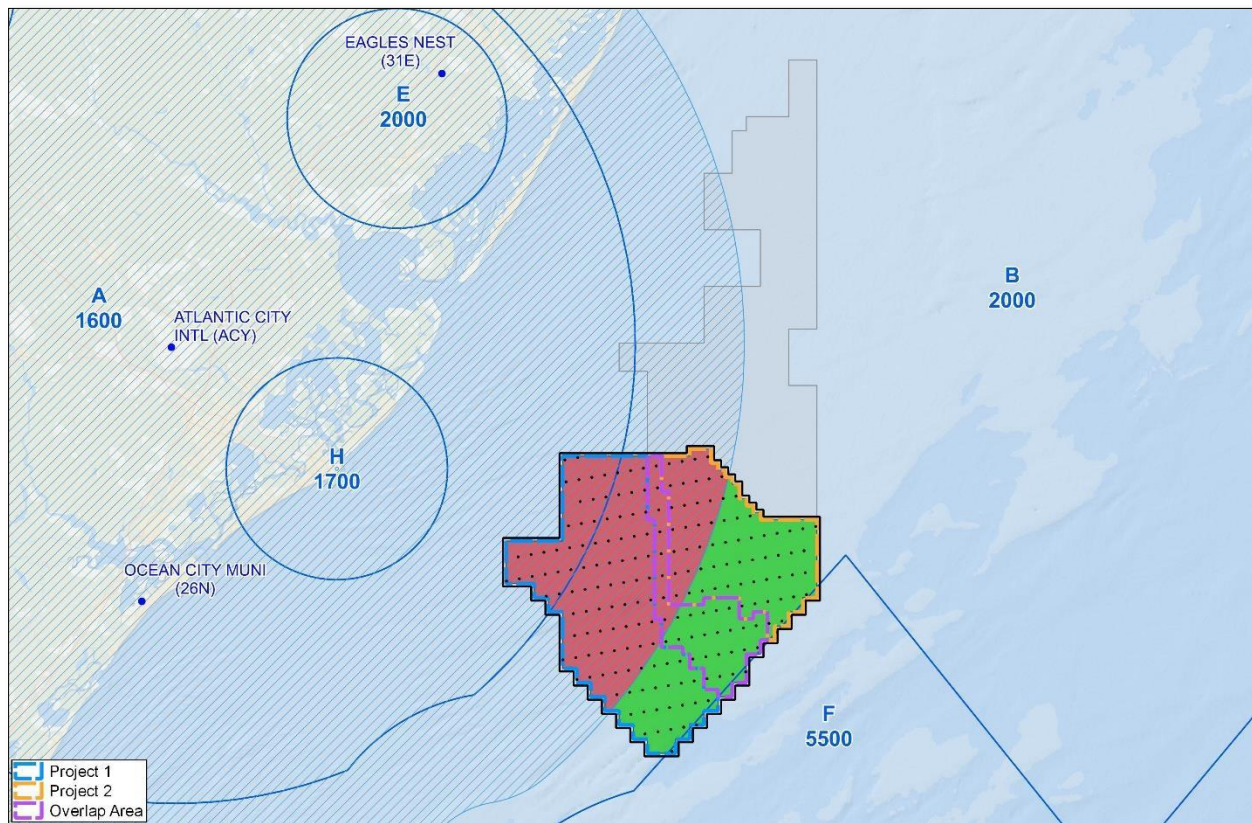 EAGLES NEST
(31E)
E
2000
A
1600
ATLANTIC CITY
INTL (ACY)
B
2000
H
1700
OCEAN CITY MUNI
(26N)
F
5500
Project 1
Project 2
Overlap Area